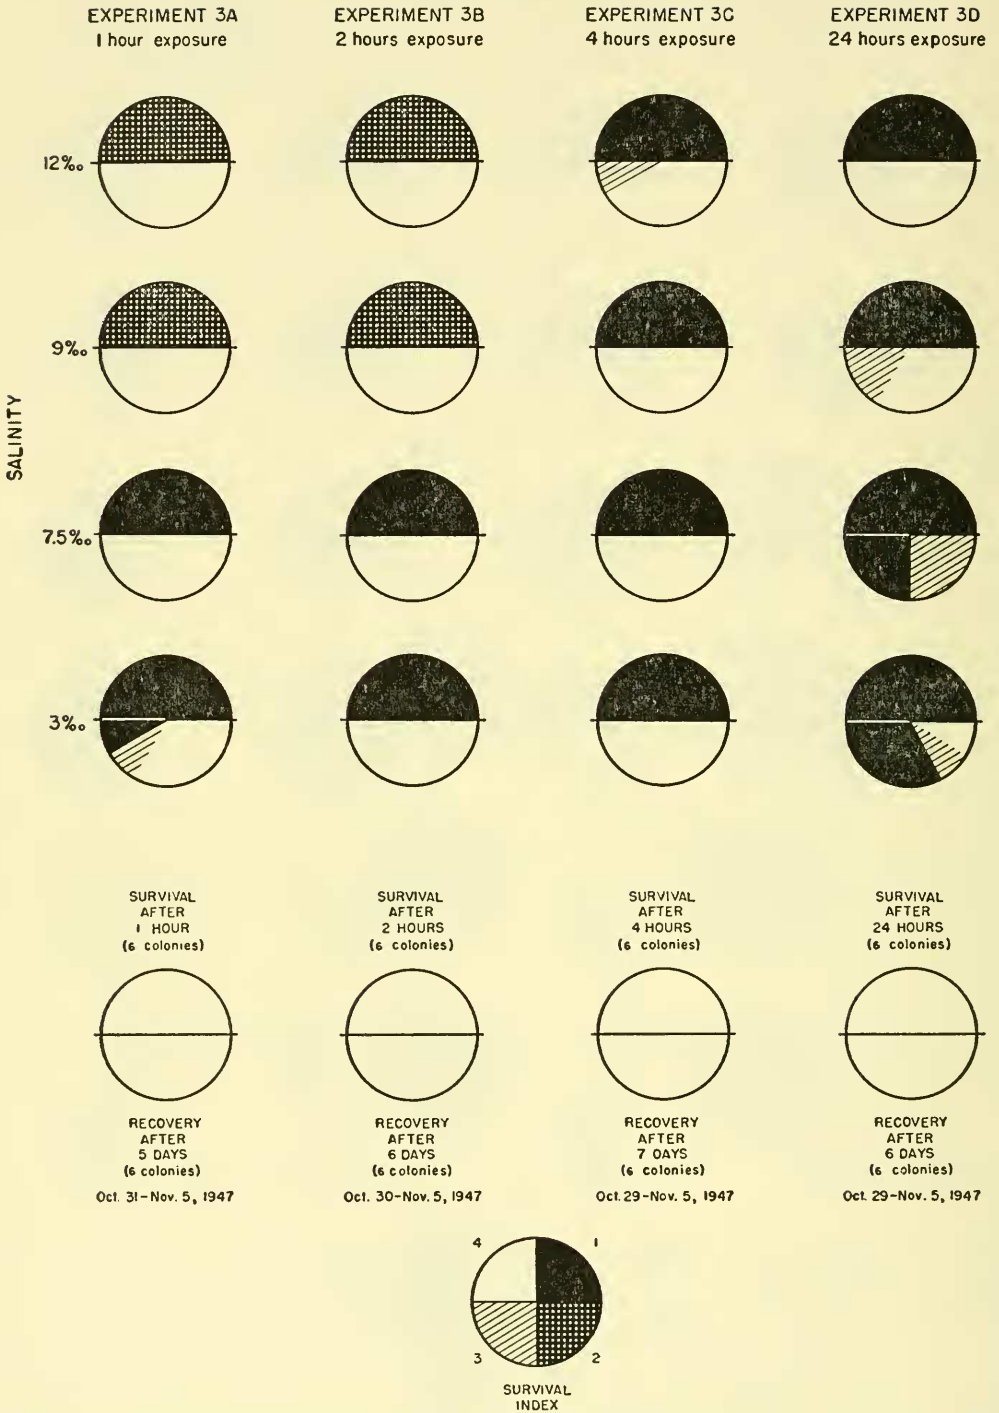 EXPERIMENT 3A
1 hour exposure
EXPERIMENT 3B
2 hours exposure
EXPERIMENT 3C
4 hours exposure
EXPERIMENT 3D
24 hours exposure
SALINITY
12‰
9‰
7.5‰
3‰
SURVIVAL
AFTER
1 HOUR
(6 colonies)
SURVIVAL
AFTER
2 HOURS
(6 colonies)
SURVIVAL
AFTER
4 HOURS
(6 colonies)
SURVIVAL
AFTER
24 HOURS
(6 colonies)
RECOVERY
AFTER
5 DAYS
(6 colonies)
Oct. 31-Nov. 5, 1947
RECOVERY
AFTER
6 DAYS
(6 colonies)
Oct. 30-Nov. 5, 1947
RECOVERY
AFTER
7 DAYS
(6 colonies)
Oct. 29-Nov. 5, 1947
RECOVERY
AFTER
6 DAYS
(6 colonies)
Oct. 29-Nov. 5, 1947
4 1
3 2
SURVIVAL
INDEX